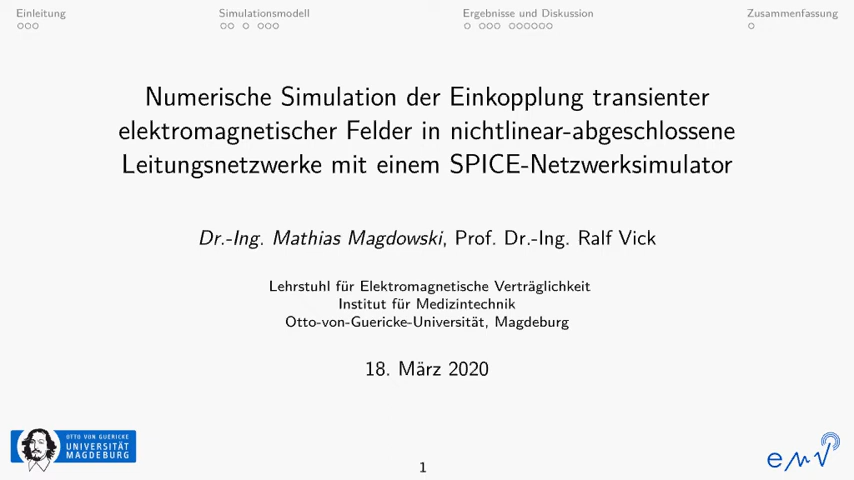 Einleitung
Simulationsmodell
Ergebnisse und Diskussion
Zusammenfassung
Numerische Simulation der Einkopplung transienter
elektromagnetischer Felder in nichtlinear-abgeschlossene
Leitungsnetzwerke mit einem SPICE-Netzwerksimulator
Dr.-Ing. Mathias Magdowski, Prof. Dr.-Ing. Ralf Vick
Lehrstuhl für Elektromagnetische Verträglichkeit
Institut für Medizintechnik
Otto-von-Guericke-Universität, Magdeburg
18. März 2020
OTTO VON GUERICKE
UNIVERSITÄT
MAGDEBURG
1
emv